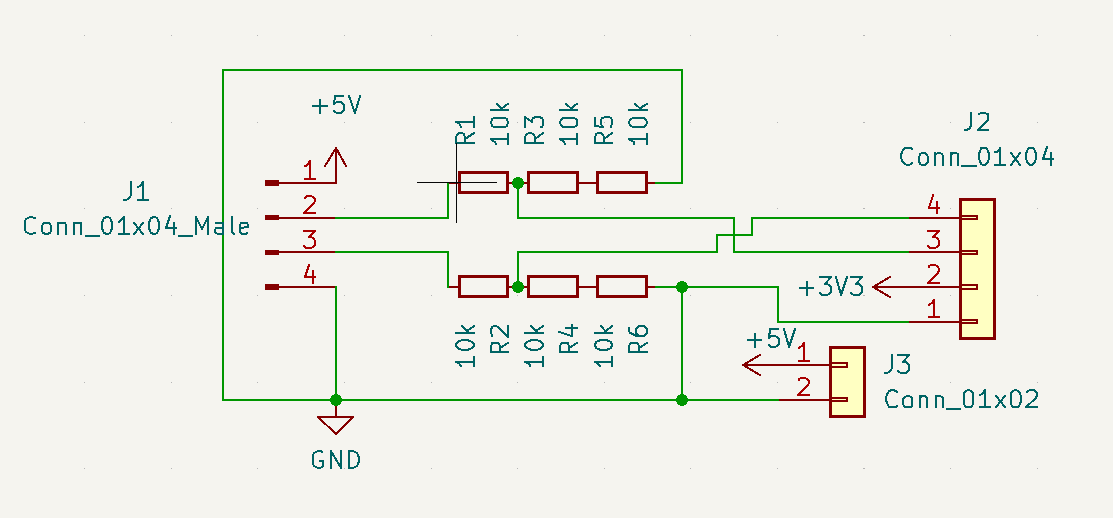 +5V
R1
10k
R3
10k
R5
10k
J2
Conn_01x04
J1
Conn_01x04_Male
1
2
3
4
4
3
2
1
+3V3
10k
R2
10k
R4
10k
R6
+5V
1
2
J3
Conn_01x02
GND